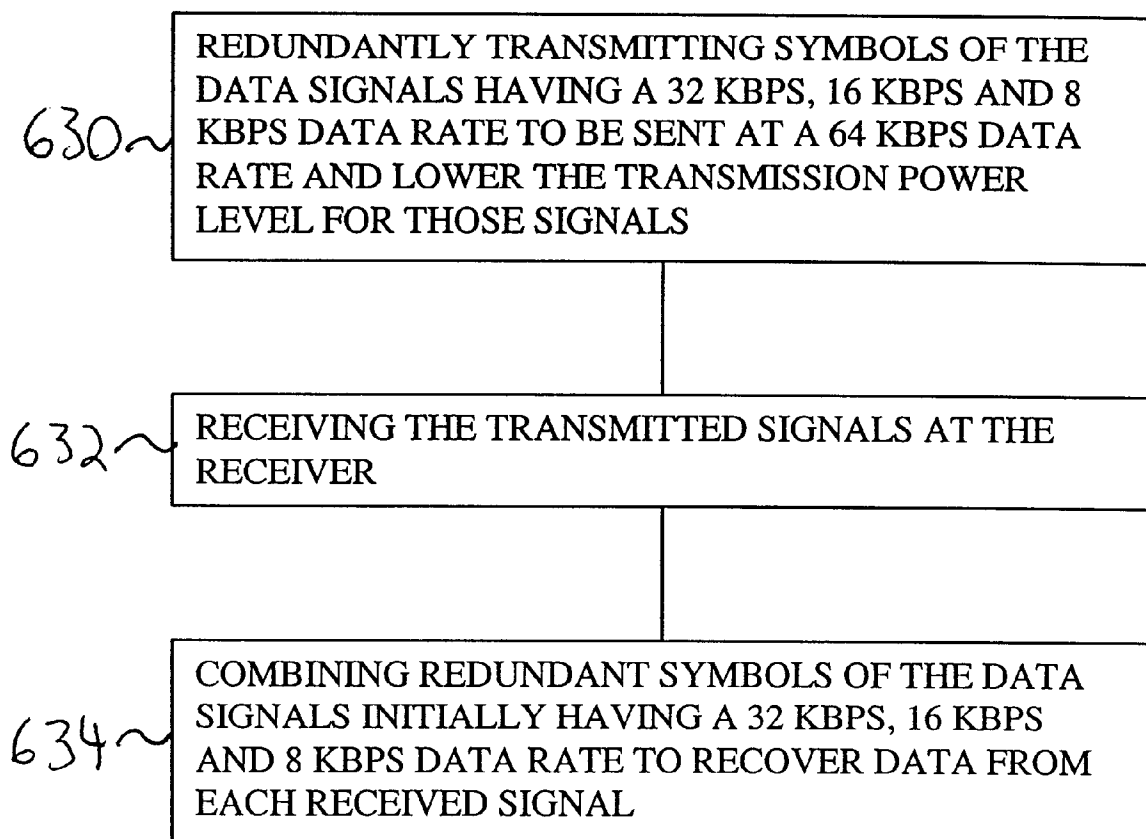 REDUNDANTLY TRANSMITTING SYMBOLS OF THE
DATA SIGNALS HAVING A 32 KBPS, 16 KBPS AND 8
630 KBPS DATA RATE TO BE SENT AT A 64 KBPS DATA
RATE AND LOWER THE TRANSMISSION POWER
LEVEL FOR THOSE SIGNALS
632 RECEIVING THE TRANSMITTED SIGNALS AT THE
RECEIVER
COMBINING REDUNDANT SYMBOLS OF THE DATA
SIGNALS INITIALLY HAVING A 32 KBPS, 16 KBPS
634 AND 8 KBPS DATA RATE TO RECOVER DATA FROM
EACH RECEIVED SIGNAL